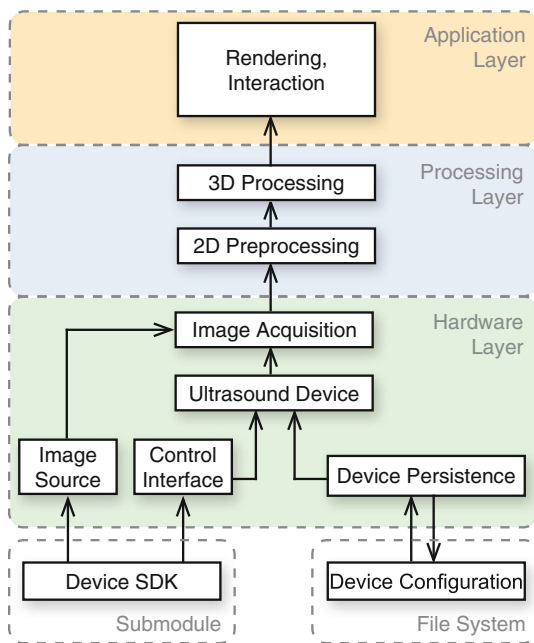 Application
Layer
Rendering,
Interaction
Processing
Layer
3D Processing
2D Preprocessing
Hardware
Layer
Image Acquisition
Ultrasound Device
Image
Source
Control
Interface
Device Persistence
Device SDK
Device Configuration
Submodule
File System